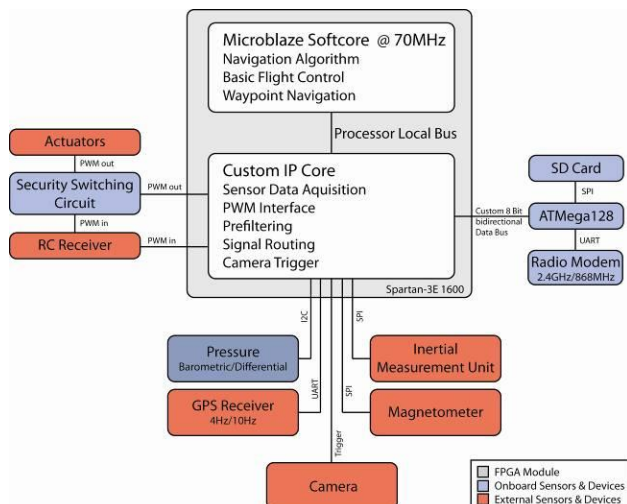 Microblaze Softcore @ 70MHz
Navigation Algorithm
Basic Flight Control
Waypoint Navigation
Processor Local Bus
Actuators
PWM out
Security Switching
Circuit
PWM out
PWM in
RC Receiver
PWM in
Custom IP Core
Sensor Data Aquisition
PWM Interface
Prefiltering
Signal Routing
Camera Trigger
Spartan-3E 1600
SD Card
SPI
Custom 8 Bit
bidirectional
Data Bus
ATMega128
UART
Radio Modem
2.4GHz/868MHz
I2C
SPI
Pressure
Barometric/Differential
Inertial
Measurement Unit
UART
SPI
GPS Receiver
4Hz/10Hz
Magnetometer
Trigger
Camera
FPGA Module
Onboard Sensors & Devices
External Sensors & Devices